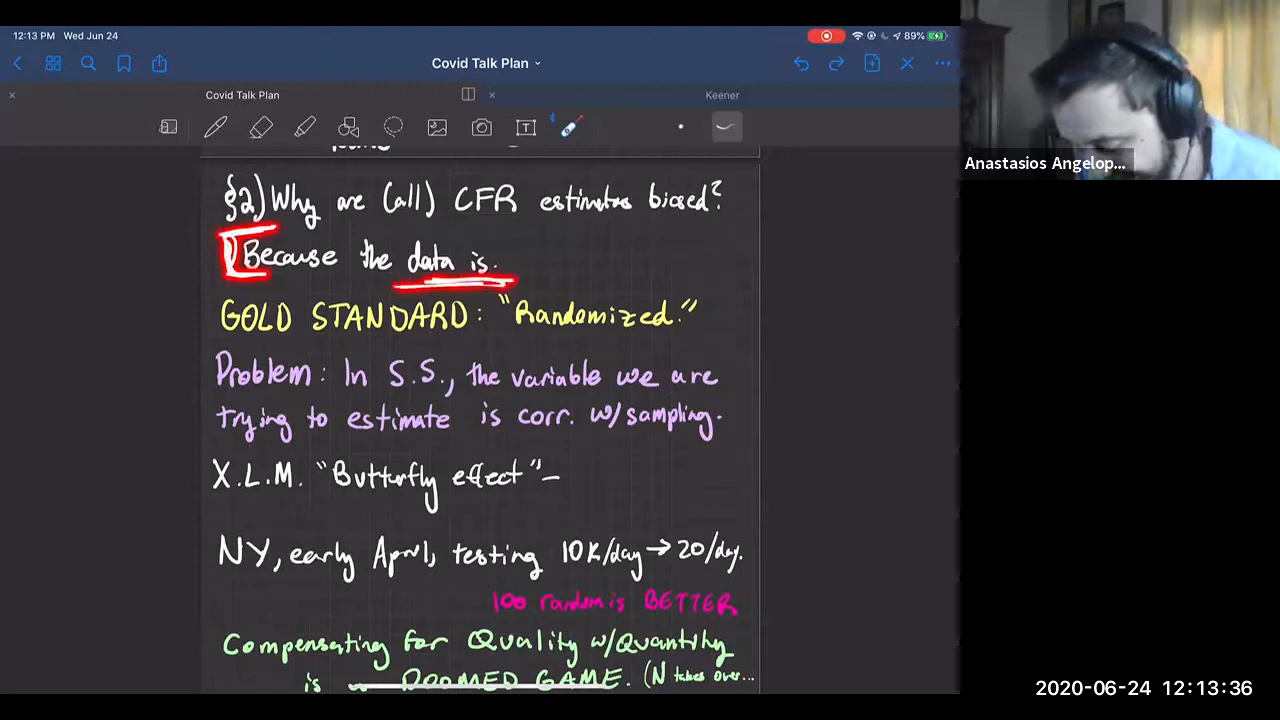 12:13 PM Wed Jun 24
89%
Covid Talk Plan
Covid Talk Plan
Keener
T
§2) Why are (all) CFR estimates biased?
Because the data is.
GOLD STANDARD: "Randomized."
Problem: In S.S., the variable we are
trying to estimate is corr. w/sampling.
X.L.M. "Butterfly effect"—
NY, early April, testing 10K/day → 20/day.
100 random is BETTER
Compensating for Quality w/Quantity
is a DOOMED GAME. (N takes over...
Anastasios Angelop...
2020-06-24 12:13:36